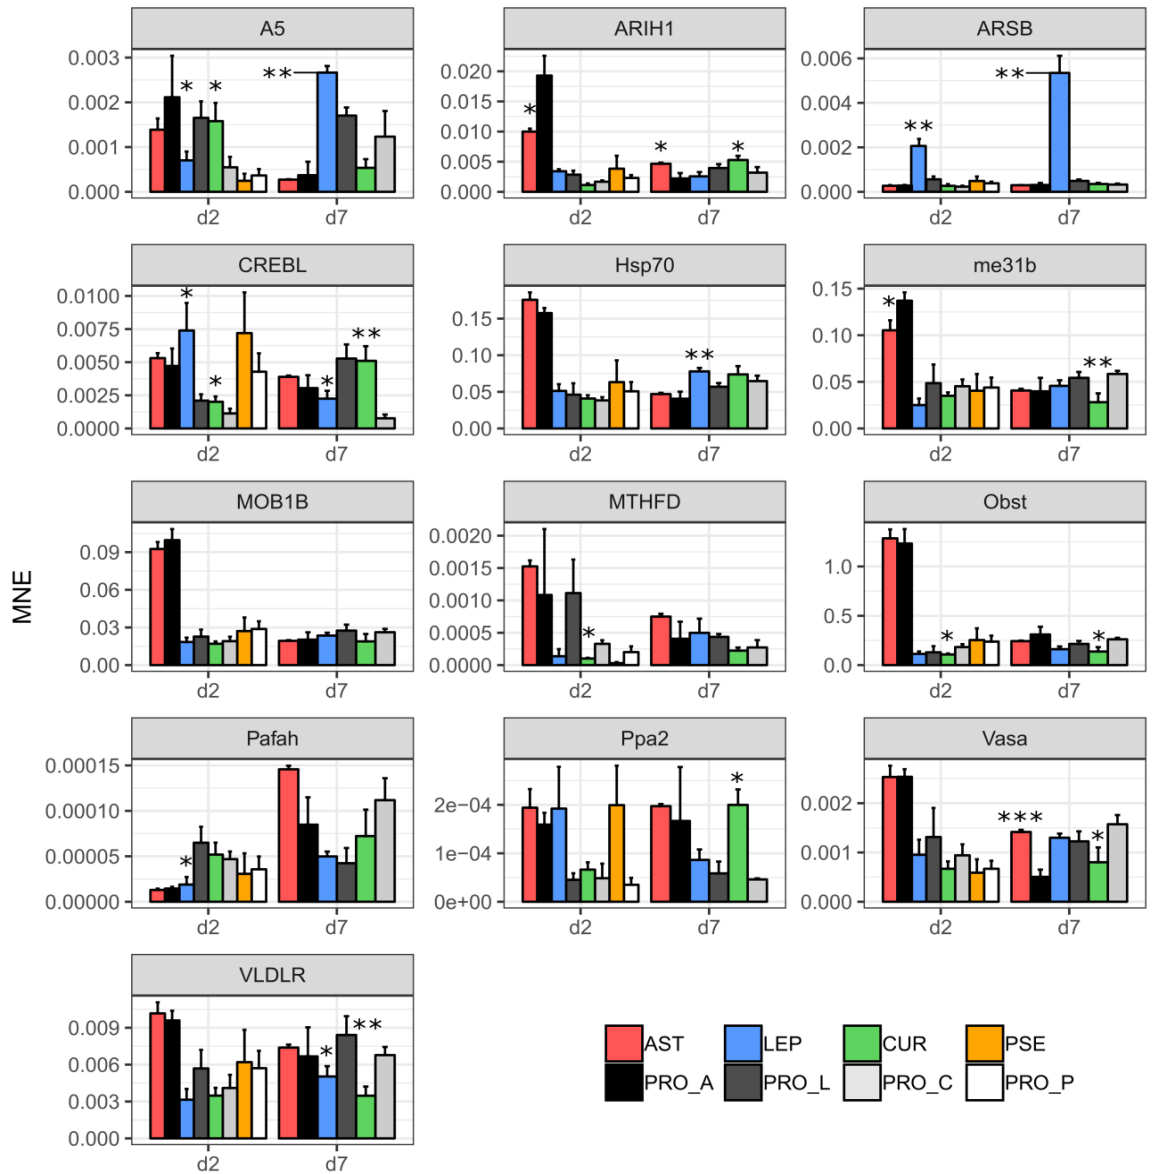 A5 ARIH1 ARSB
0.003 0.020 0.006
** * **
* * 0.015
0.002 * 0.004
0.010 * * **
0.001 0.005 0.002
0.000 0.000 0.000
d2 d7 d2 d7 d2 d7
CREBL Hsp70 me31b
0.0100 * 0.15 0.15 *
0.0075 ** 0.10 ** 0.10 **
0.0050
0.0025 * * 0.05 0.05
0.0000 0.00 0.00
d2 d7 d2 d7 d2 d7
MOB1B MTHFD Obst
0.09 0.0020 1.0
0.06 0.0015
0.0010 0.5
0.03 0.0005 * * *
0.00 0.0000 0.0
d2 d7 d2 d7 d2 d7
MNE
Pafah Ppa2 Vasa
0.00015 2e−04 * 0.002
0.00010 ***
0.00005 * 1e−04 0.001 *
0.00000 0e+00 0.000
d2 d7 d2 d7 d2 d7
VLDLR
0.009 **
0.006 *
0.003
0.000
d2 d7
AST LEP CUR PSE
PRO_A PRO_L PRO_C PRO_P